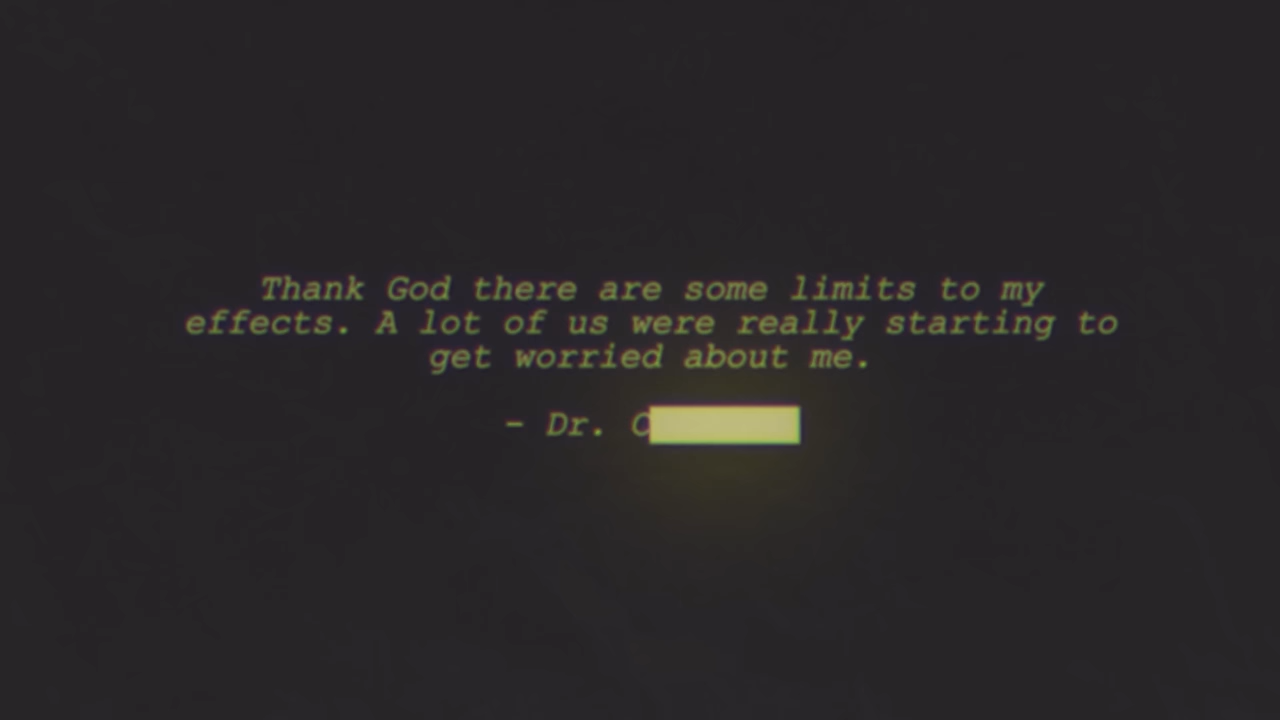 Thank God there are some limits to my
effects. A lot of us were really starting to
get worried about me.
- Dr.